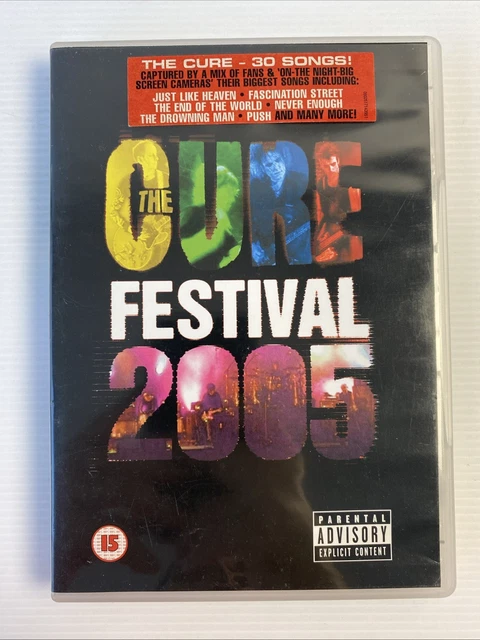 THE CURE - 30 SONGS!
CAPTURED BY A MIX OF FANS & 'ON-THE NIGHT-BIG
SCREEN CAMERAS' THEIR BIGGEST SONGS INCLUDING:
JUST LIKE HEAVEN • FASCINATION STREET
THE END OF THE WORLD • NEVER ENOUGH
THE DROWNING MAN • PUSH AND MANY MORE!
THE CURE
FESTIVAL
2005
15
PARENTAL
ADVISORY
EXPLICIT CONTENT